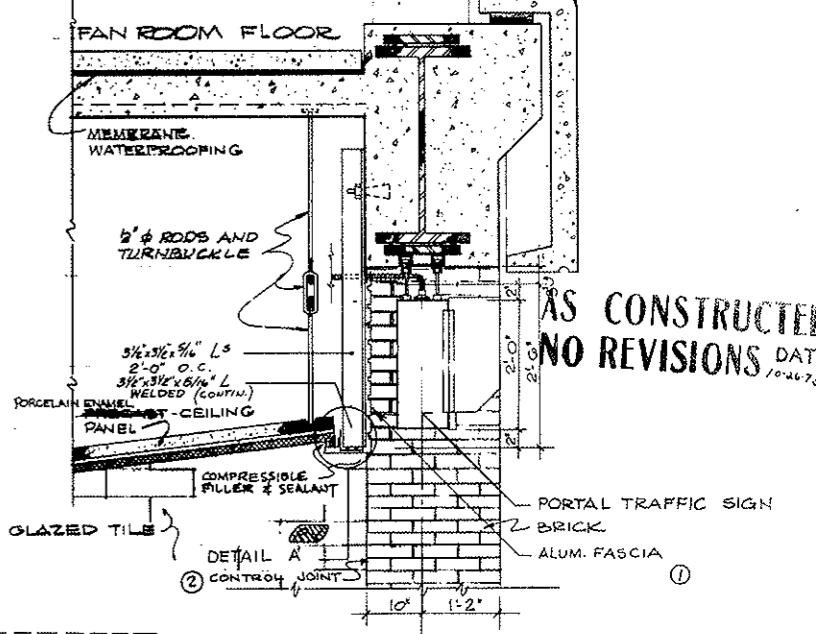 FAN ROOM FLOOR
MEMBRANE
WATERPROOFING
½" ϕ RODS AND
TURNBUCKLE
3½"x3½"x5/16" Ls
2'-0" O.C.
3½"x3½"x5/16" L
WELDED (CONTIN.)
PORCELAIN ENAMEL
PRECAST-CEILING
PANEL
COMPRESSIBLE
FILLER & SEALANT
GLAZED TILE
DETAIL A
② CONTROL JOINT
AS CONSTRUCTED
NO REVISIONS DAT
2"
2'-0"
2'-6"
2"
PORTAL TRAFFIC SIGN
BRICK
ALUM. FASCIA
①
10"
1'-2"